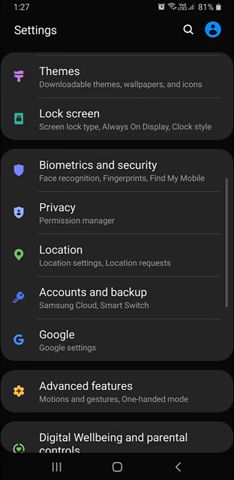 1:27
81%
Settings
Themes
Downloadable themes, wallpapers, and icons
Lock screen
Screen lock type, Always On Display, Clock style
Biometrics and security
Face recognition, Fingerprints, Find My Mobile
Privacy
Permission manager
Location
Location settings, Location requests
Accounts and backup
Samsung Cloud, Smart Switch
Google
Google settings
Advanced features
Motions and gestures, One-handed mode
Digital Wellbeing and parental
controls